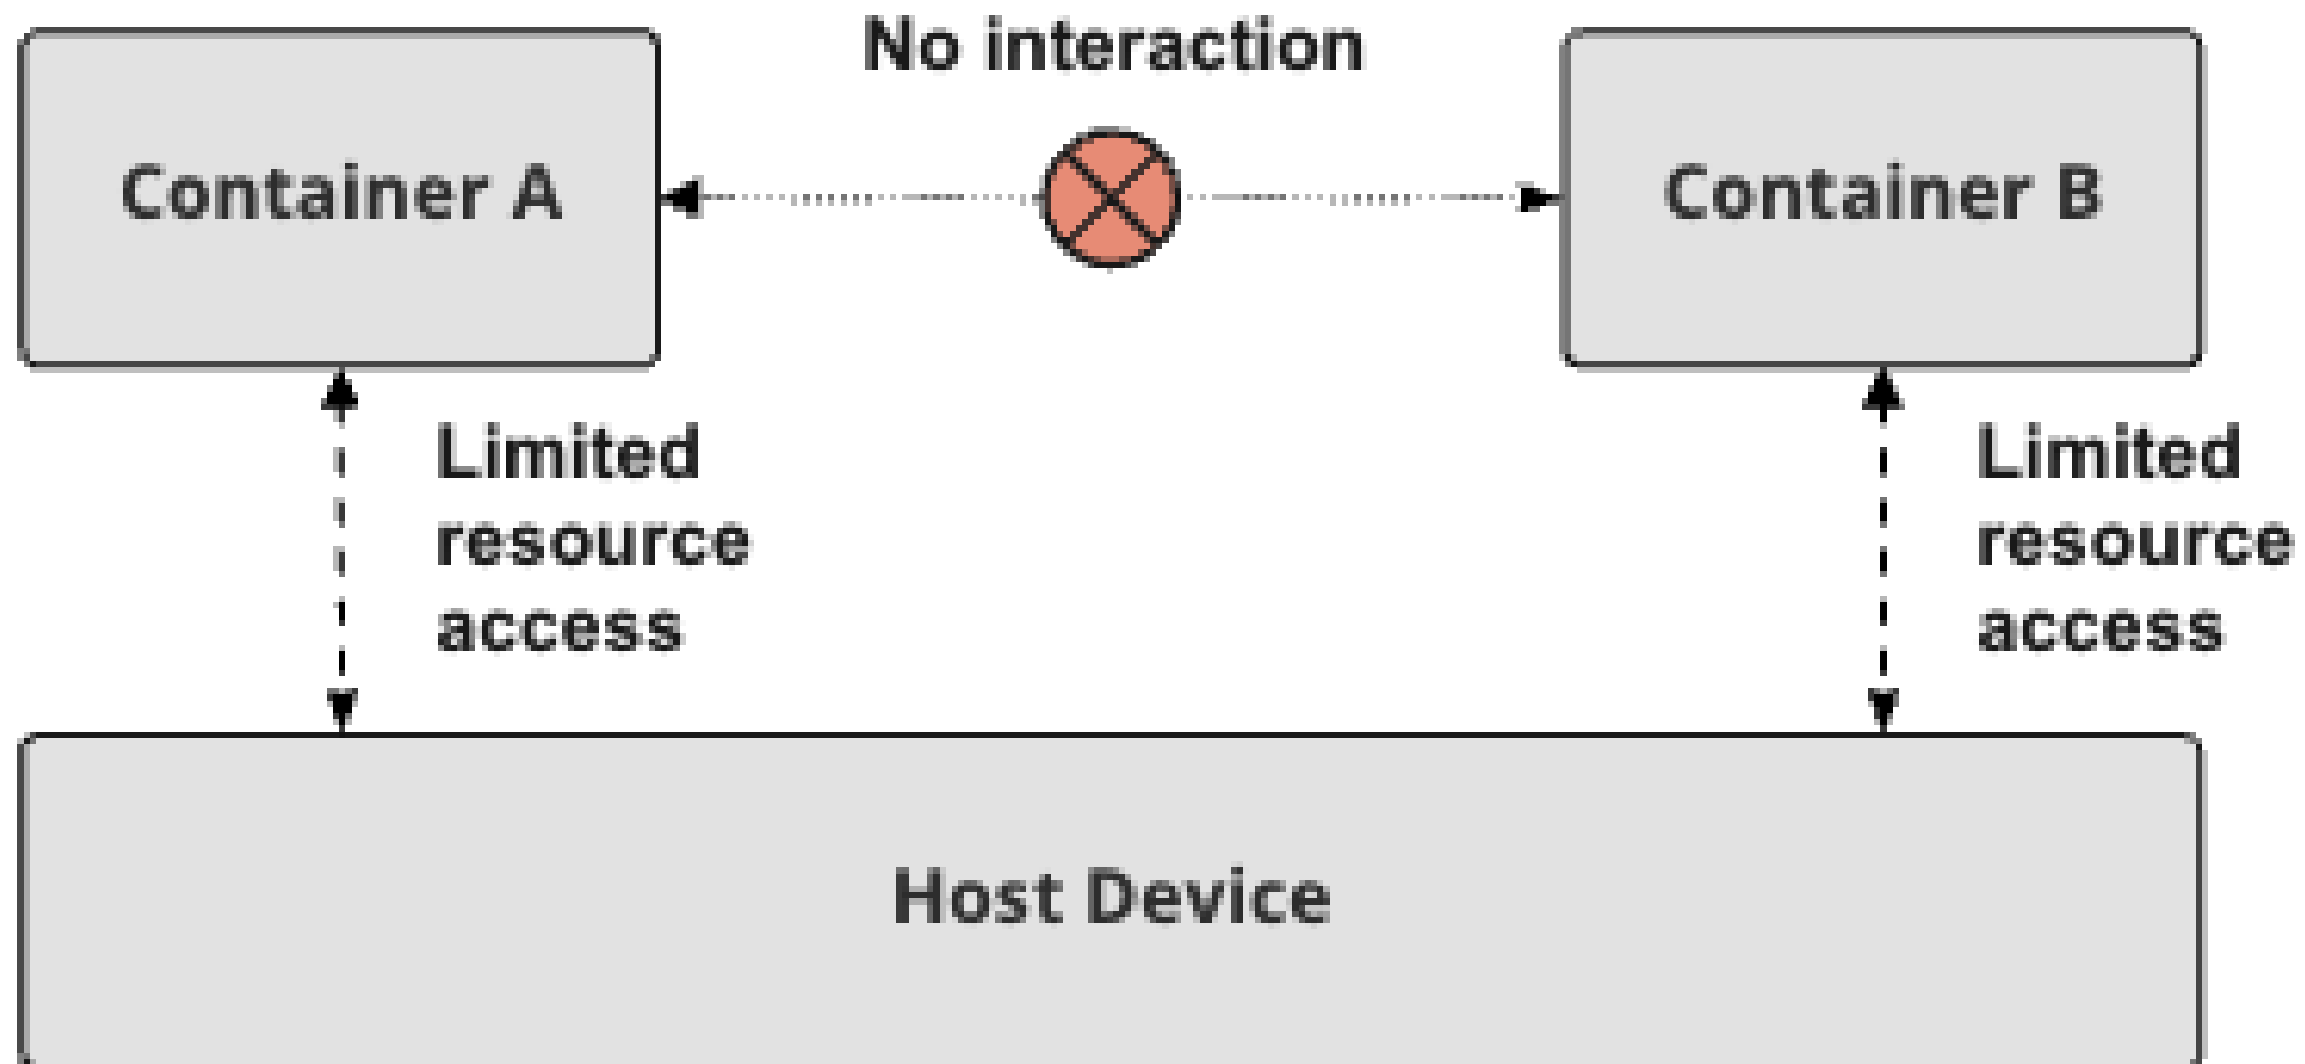 No interaction
Container A
Container B
Limited
resource
access
Limited
resource
access
Host Device